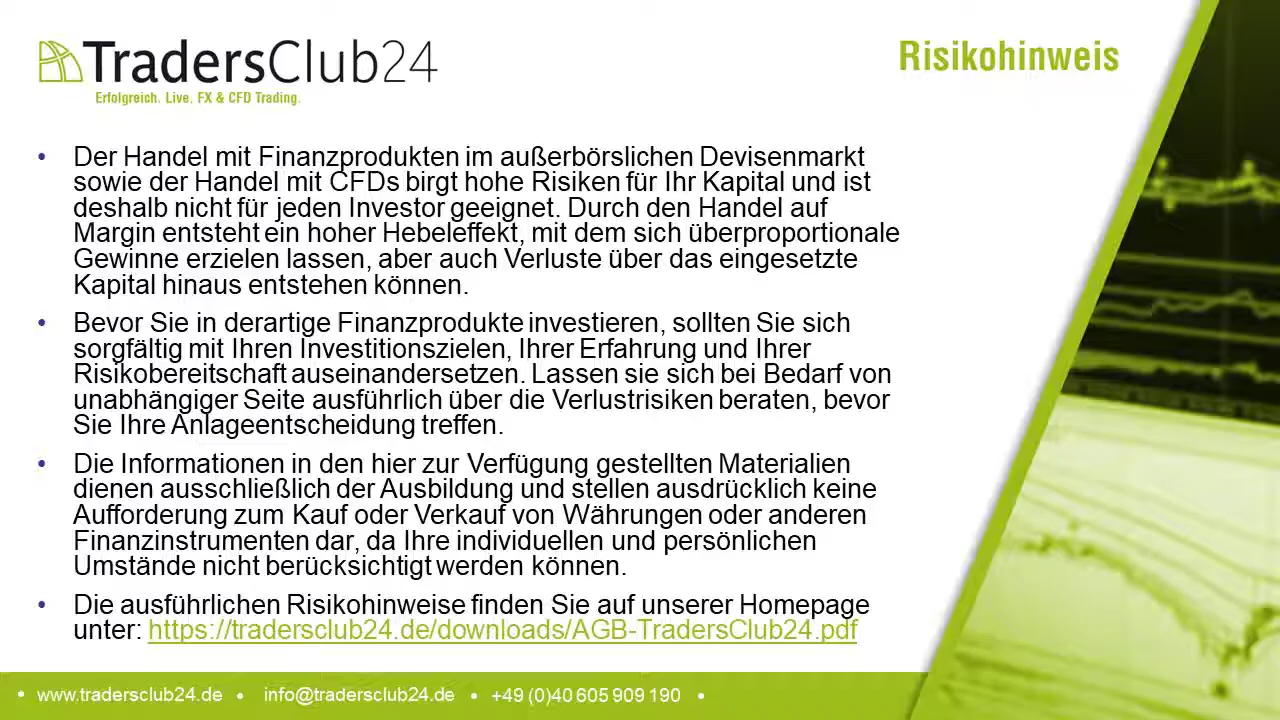 TradersClub24
Erfolgreich. Live. FX & CFD Trading.
Risikohinweis
• Der Handel mit Finanzprodukten im außerbörslichen Devisenmarkt
sowie der Handel mit CFDs birgt hohe Risiken für Ihr Kapital und ist
deshalb nicht für jeden Investor geeignet. Durch den Handel auf
Margin entsteht ein hoher Hebeleffekt, mit dem sich überproportionale
Gewinne erzielen lassen, aber auch Verluste über das eingesetzte
Kapital hinaus entstehen können.
• Bevor Sie in derartige Finanzprodukte investieren, sollten Sie sich
sorgfältig mit Ihren Investitionszielen, Ihrer Erfahrung und Ihrer
Risikobereitschaft auseinandersetzen. Lassen sie sich bei Bedarf von
unabhängiger Seite ausführlich über die Verlustrisiken beraten, bevor
Sie Ihre Anlageentscheidung treffen.
• Die Informationen in den hier zur Verfügung gestellten Materialien
dienen ausschließlich der Ausbildung und stellen ausdrücklich keine
Aufforderung zum Kauf oder Verkauf von Währungen oder anderen
Finanzinstrumenten dar, da Ihre individuellen und persönlichen
Umstände nicht berücksichtigt werden können.
• Die ausführlichen Risikohinweise finden Sie auf unserer Homepage
unter: https://tradersclub24.de/downloads/AGB-TradersClub24.pdf
• www.tradersclub24.de • info@tradersclub24.de • +49 (0)40 605 909 190 •